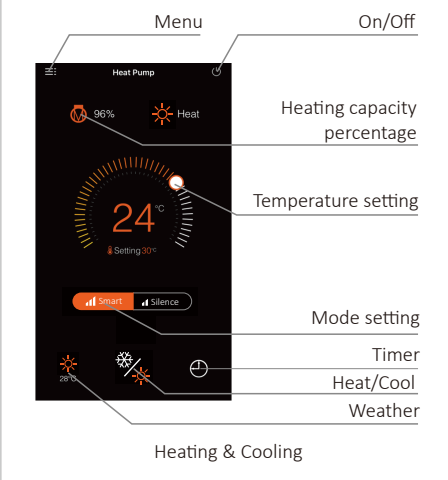 Menu
On/Off
Heat Pump
96%
Heat
Heating capacity
percentage
Temperature setting
24°C
Setting 30°C
Smart
Silence
Mode setting
Timer
Heat/Cool
28°C
Weather
Heating & Cooling